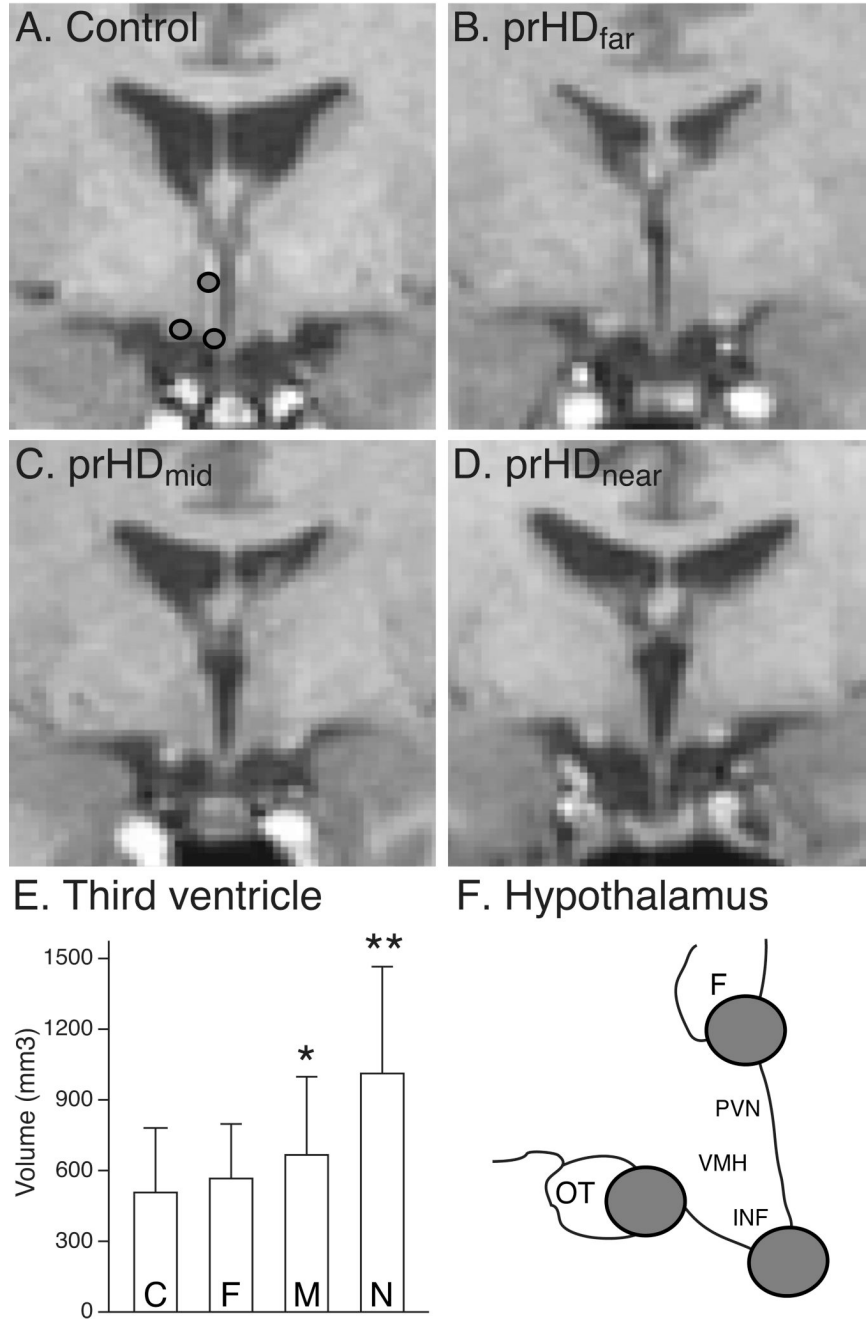 A. Control
B. prHDfar
C. prHDmid
D. prHDnear
E. Third ventricle
Volume (mm3)
1500
1200
900
600
300
0
*
**
C
F
M
N
F. Hypothalamus
F
PVN
VMH
OT
INF